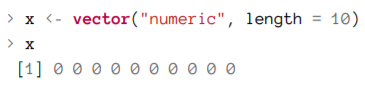 > x <- vector("numeric", length = 10)
> x
[1] 0 0 0 0 0 0 0 0 0 0